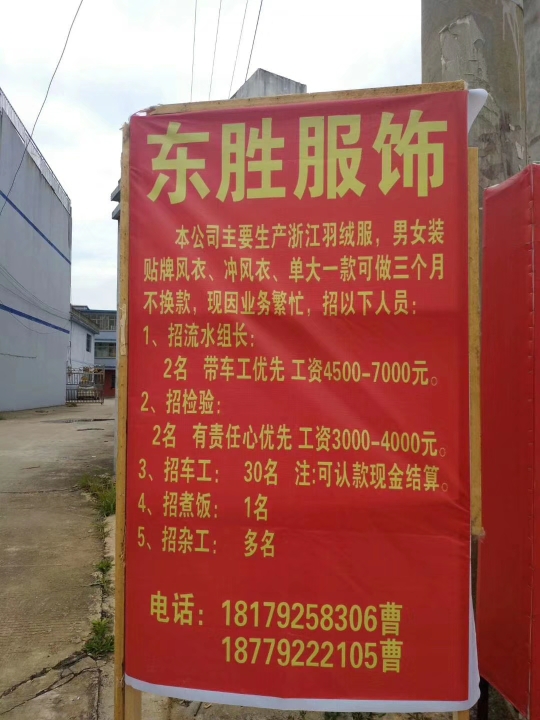 东胜服饰
本公司主要生产浙江羽绒服，男女装
贴牌风衣、冲风衣、单大一款可做三个月
不换款，现因业务繁忙，招以下人员：
1、招流水组长：
2名 带车工优先 工资4500-7000元。
2、招检验：
2名 有责任心优先 工资3000-4000元。
3、招车工： 30名 注:可认款现金结算。
4、招煮饭： 1名
5、招杂工： 多名
电话：18179258306曹
18779222105曹